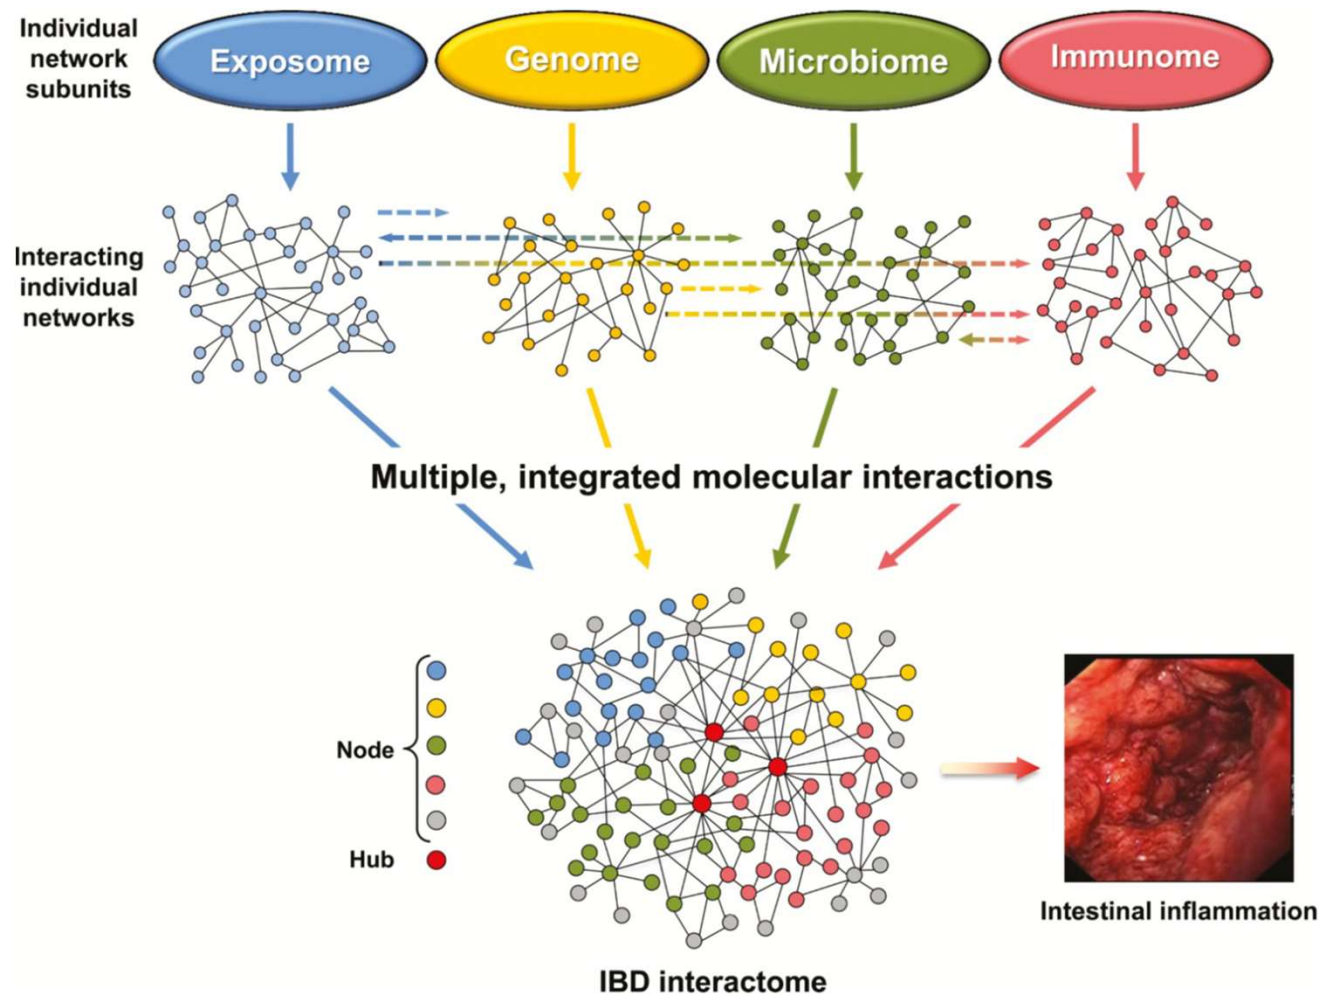 Individual
network
subunits
Exposome
Genome
Microbiome
Immunome
Interacting
individual
networks
Multiple, integrated molecular interactions
Node
Hub
Intestinal inflammation
IBD interactome